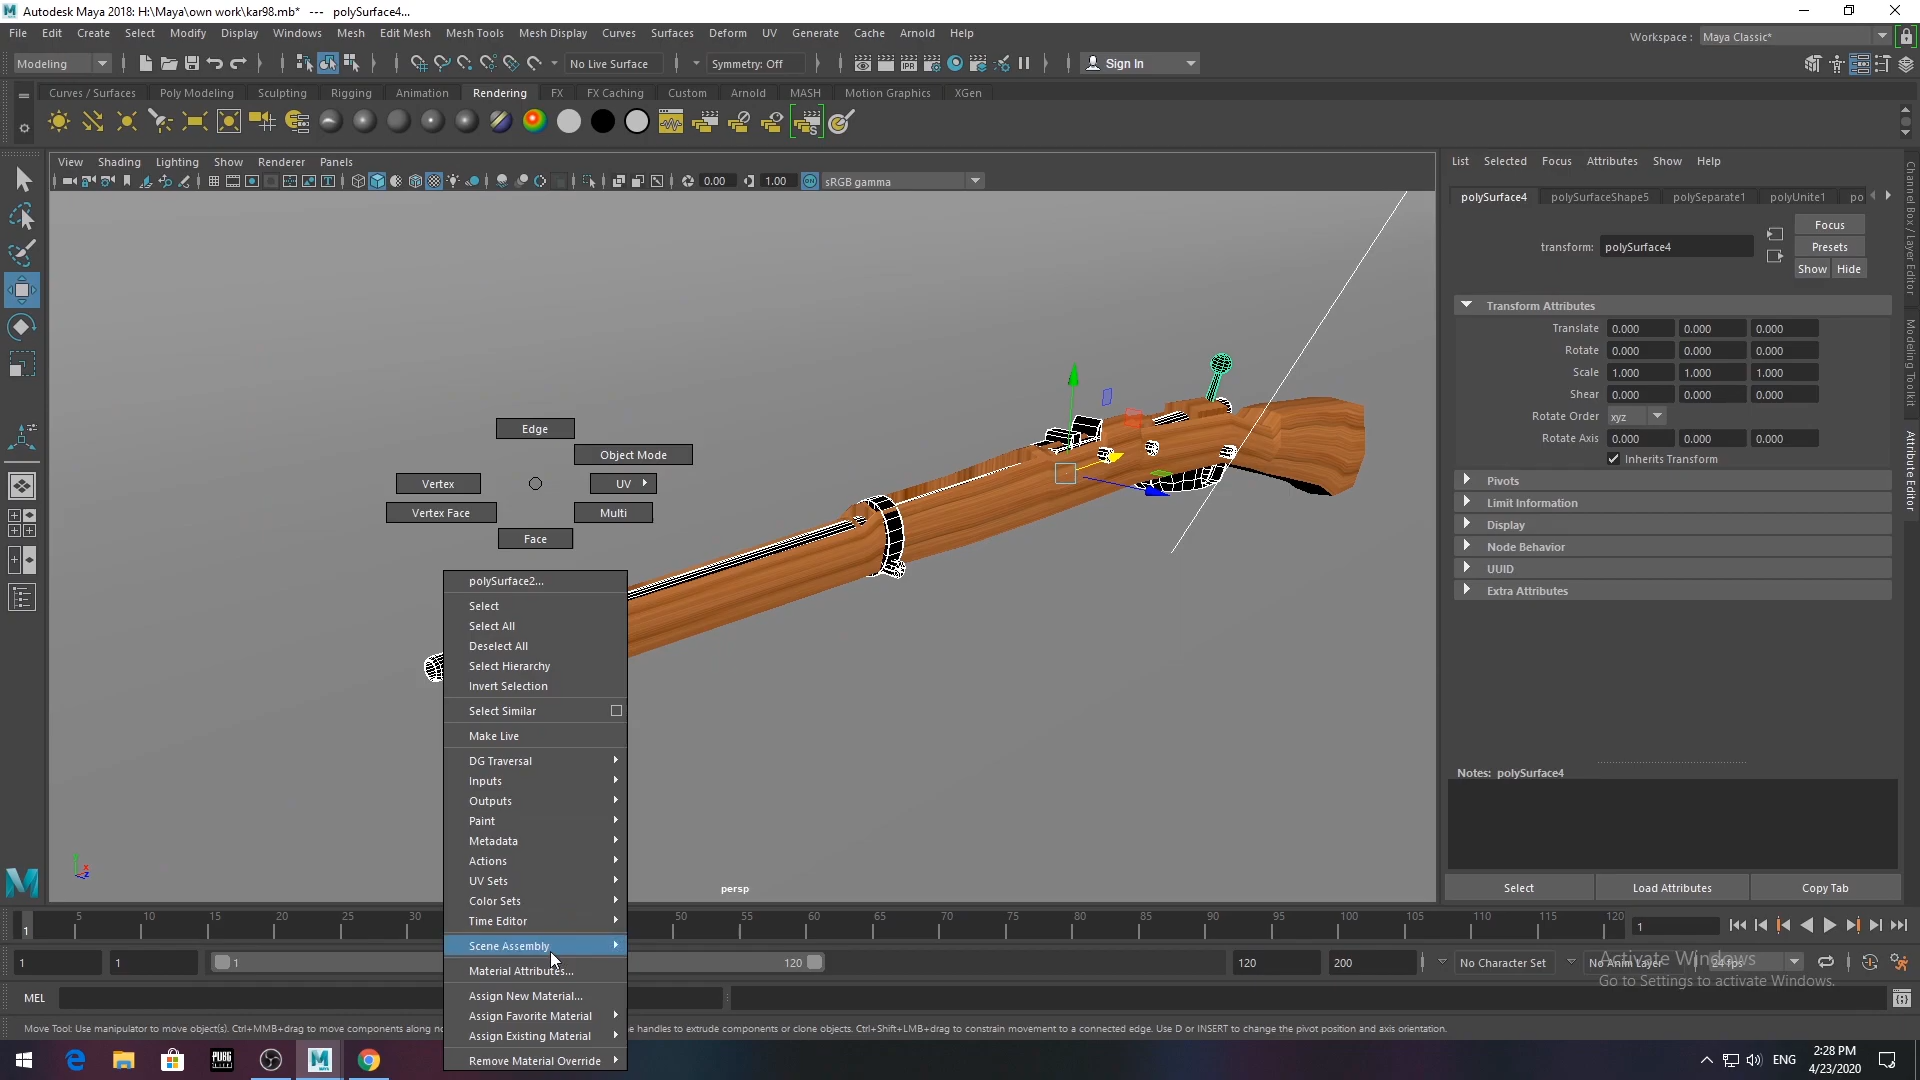 Autodesk Maya 2018: H:\Maya\own work\kar98.mb* --- polySurface4...
File Edit Create Select Modify Display Windows Mesh Edit Mesh Mesh Tools Mesh Display Curves Surfaces Deform UV Generate Cache Arnold Help
Workspace : Maya Classic*
Modeling No Live Surface Symmetry: Off Sign In
Curves / Surfaces Poly Modeling Sculpting Rigging Animation Rendering FX FX Caching Custom Arnold MASH Motion Graphics XGen
View Shading Lighting Show Renderer Panels
0.00 1.00 sRGB gamma
List Selected Focus Attributes Show Help
polySurface4 polySurfaceShape5 polySeparate1 polyUnite1 po
Focus
transform: polySurface4
Presets
Show Hide
Transform Attributes
Translate 0.000 0.000 0.000
Rotate 0.000 0.000 0.000
Scale 1.000 1.000 1.000
Shear 0.000 0.000 0.000
Rotate Order xyz
Rotate Axis 0.000 0.000 0.000
Inherits Transform
Pivots
Limit Information
Display
Node Behavior
UUID
Extra Attributes
Notes: polySurface4
Select Load Attributes Copy Tab
Channel Box / Layer Editor
Modeling Toolkit
Attribute Editor
Edge
Object Mode
Vertex
UV
Vertex Face
Multi
Face
polySurface2...
Select
Select All
Deselect All
Select Hierarchy
Invert Selection
Select Similar
Make Live
DG Traversal
Inputs
Outputs
Paint
Metadata
Actions
UV Sets
Color Sets
Time Editor
Scene Assembly
Material Attributes...
Assign New Material...
Assign Favorite Material
Assign Existing Material
Remove Material Override
persp
5 10 15 20 25 30 50 55 60 65 70 75 80 85 90 95 100 105 110 115 120
1 1
1 1 1 120 120 200 No Character Set No Anim Layer 24 fps
Activate Windows
Go to Settings to activate Windows.
MEL
Move Tool: Use manipulator to move object(s). Ctrl+MMB+drag to move components along no
e handles to extrude components or clone objects. Ctrl+Shift+LMB+drag to constrain movement to a connected edge. Use D or INSERT to change the pivot position and axis orientation.
PUBG
ENG
2:28 PM
4/23/2020